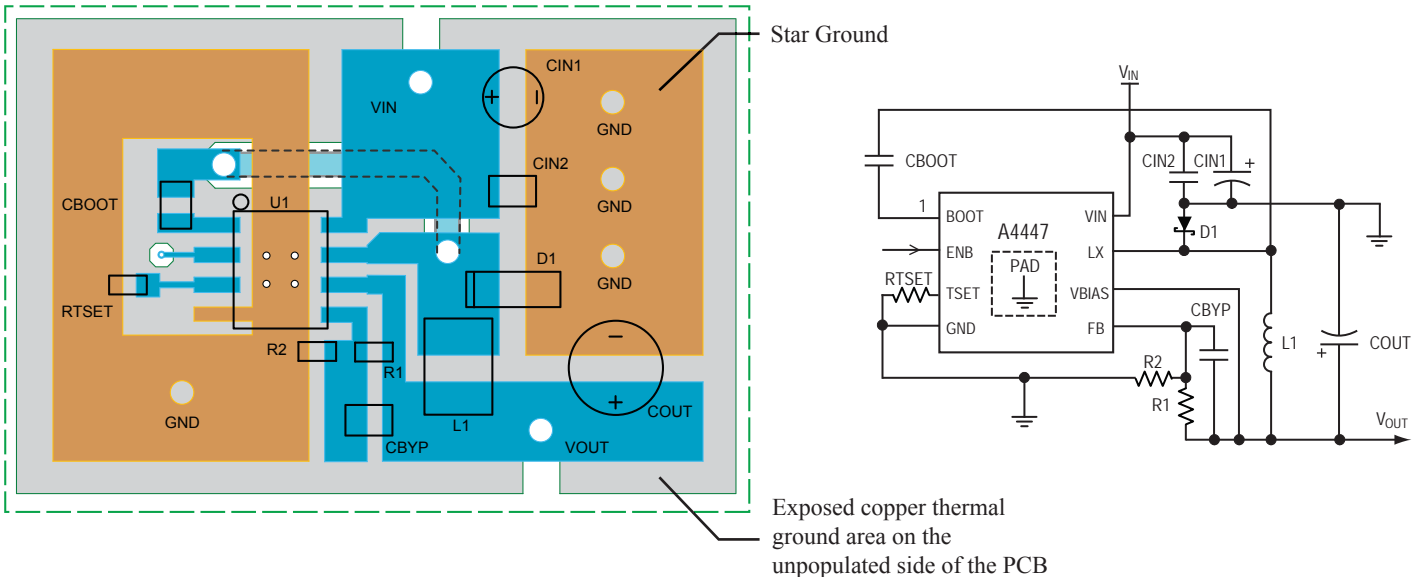 CIN1
Star Ground
+
−
VIN
GND
CIN2
GND
CBOOT
U1
D1
GND
RTSET
R2
R1
−
+
COUT
GND
L1
CBYP
VOUT
Exposed copper thermal
ground area on the
unpopulated side of the PCB
VIN
CBOOT
CIN2
CIN1
+
1
BOOT
VIN
A4447
D1
ENB
LX
PAD
RTSET
TSET
VBIAS
CBYP
GND
FB
L1
+
COUT
R2
R1
VOUT